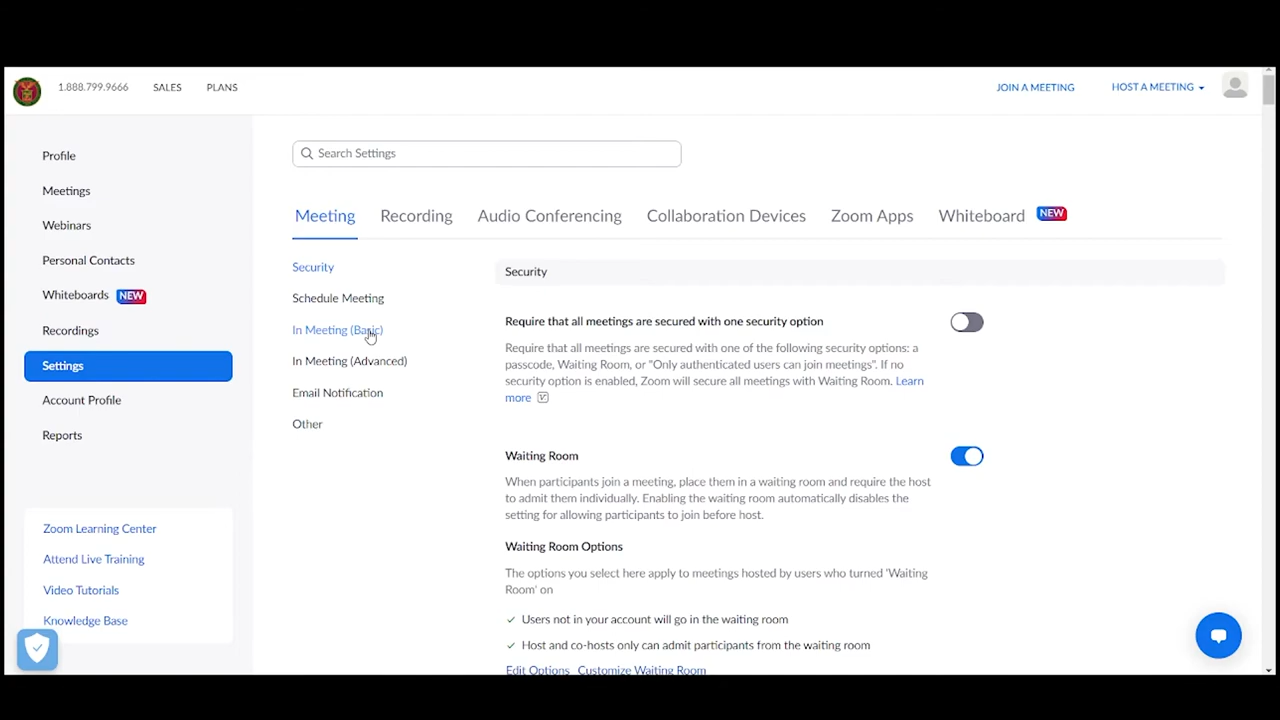 1.888.799.9666 SALES PLANS JOIN A MEETING HOST A MEETING
Profile
Meetings
Webinars
Personal Contacts
Whiteboards NEW
Recordings
Settings
Account Profile
Reports
Zoom Learning Center
Attend Live Training
Video Tutorials
Knowledge Base
Search Settings
Meeting Recording Audio Conferencing Collaboration Devices Zoom Apps Whiteboard NEW
Security
Schedule Meeting
In Meeting (Basic)
In Meeting (Advanced)
Email Notification
Other
Security
Require that all meetings are secured with one security option
Require that all meetings are secured with one of the following security options: a
passcode, Waiting Room, or "Only authenticated users can join meetings". If no
security option is enabled, Zoom will secure all meetings with Waiting Room. Learn
more
Waiting Room
When participants join a meeting, place them in a waiting room and require the host
to admit them individually. Enabling the waiting room automatically disables the
setting for allowing participants to join before host.
Waiting Room Options
The options you select here apply to meetings hosted by users who turned 'Waiting
Room' on
Users not in your account will go in the waiting room
Host and co-hosts only can admit participants from the waiting room
Edit Options Customize Waiting Room